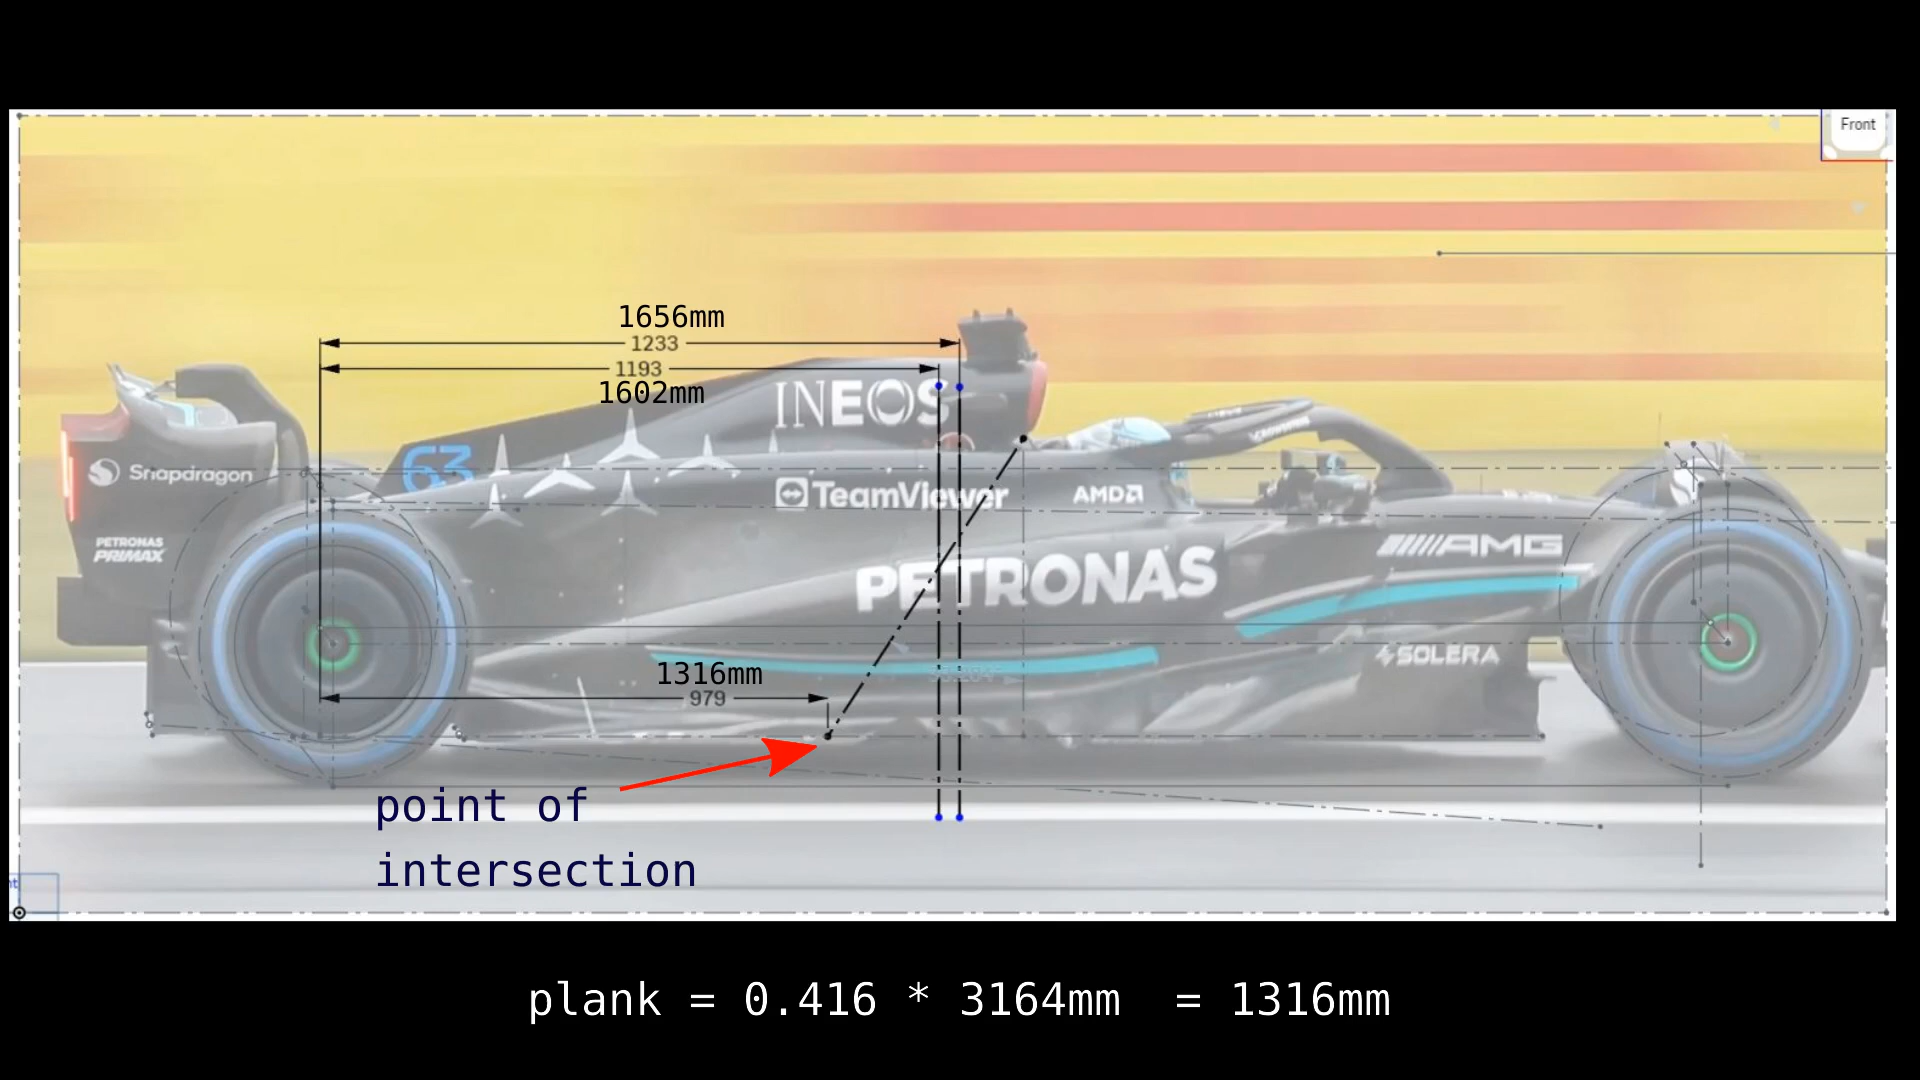 Front
1656mm
1233
1193
1602mm
INEOS
63
Snapdragon
TeamViewer
AMD
PETRONAS
PRIMAX
AMG
PETRONAS
SOLERA
1316mm
979
point of
intersection
plank = 0.416 * 3164mm = 1316mm